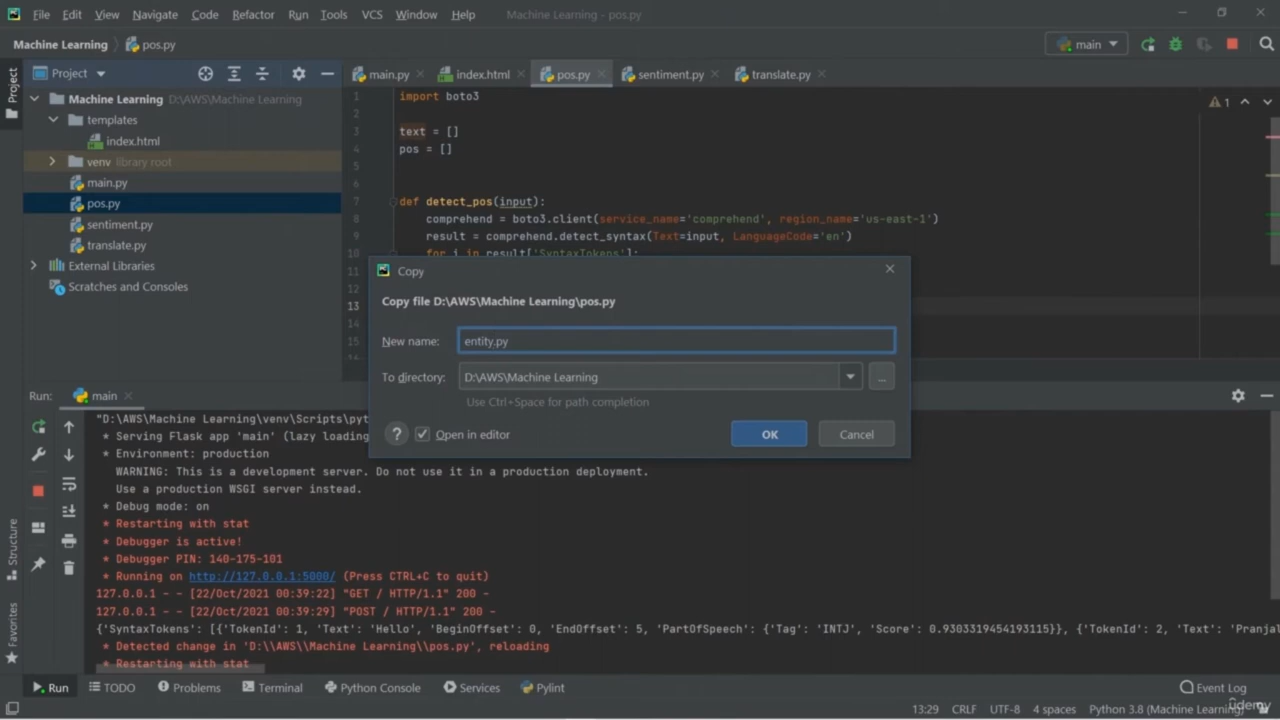 File Edit View Navigate Code Refactor Run Tools VCS Window Help Machine Learning - pos.py
Machine Learning pos.py main
Project
Project
main.py index.html pos.py sentiment.py translate.py
Machine Learning D:\AWS\Machine Learning
templates
index.html
venv library root
main.py
pos.py
sentiment.py
translate.py
External Libraries
Scratches and Consoles
1 import boto3
2
3 text = []
4 pos = []
5
6
7 def detect_pos(input):
8 comprehend = boto3.client(service_name='comprehend', region_name='us-east-1')
9 result = comprehend.detect_syntax(Text=input, LanguageCode='en')
10 for i in result['SyntaxTokens']:
11
12
13
14
15
1
Copy
Copy file D:\AWS\Machine Learning\pos.py
New name: entity.py
To directory: D:\AWS\Machine Learning ...
Use Ctrl+Space for path completion
? Open in editor OK Cancel
Run: main
"D:\AWS\Machine Learning\venv\Scripts\pyt
* Serving Flask app 'main' (lazy loading
* Environment: production
WARNING: This is a development server. Do not use it in a production deployment.
Use a production WSGI server instead.
* Debug mode: on
* Restarting with stat
* Debugger is active!
* Debugger PIN: 140-175-101
* Running on http://127.0.0.1:5000/ (Press CTRL+C to quit)
127.0.0.1 - - [22/Oct/2021 00:39:22] "GET / HTTP/1.1" 200 -
127.0.0.1 - - [22/Oct/2021 00:39:29] "POST / HTTP/1.1" 200 -
{'SyntaxTokens': [{'TokenId': 1, 'Text': 'Hello', 'BeginOffset': 0, 'EndOffset': 5, 'PartOfSpeech': {'Tag': 'INTJ', 'Score': 0.9303319454193115}}, {'TokenId': 2, 'Text': 'Pranjal
* Detected change in 'D:\\AWS\\Machine Learning\\pos.py', reloading
* Restarting with stat
Structure
Favorites
Run TODO Problems Terminal Python Console Services Pylint Event Log
13:29 CRLF UTF-8 4 spaces Python 3.8 (Machine Learning)
udemy